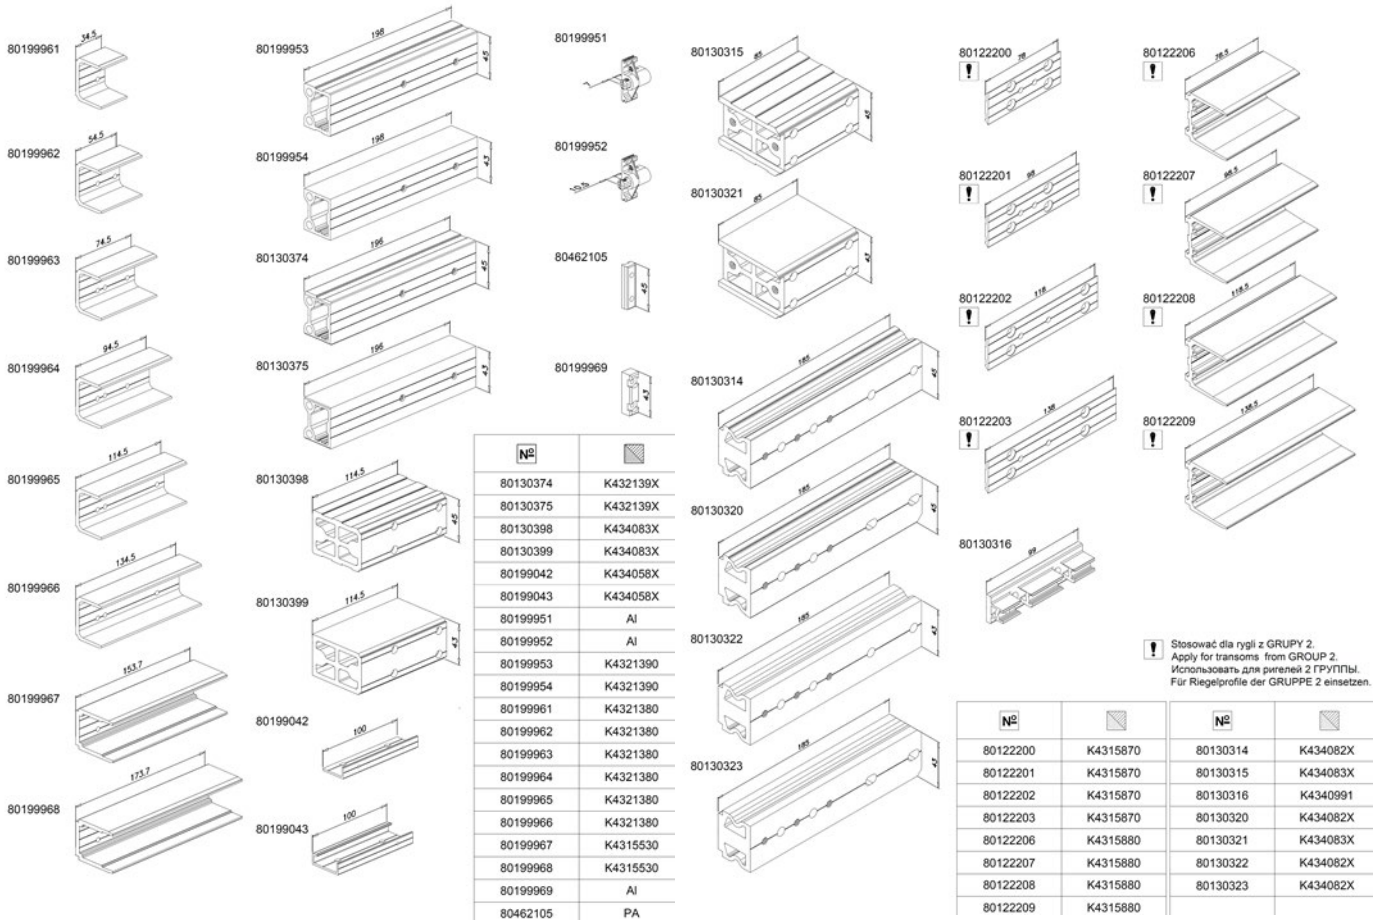 80199961
34.5
80199962
54.5
80199963
74.5
80199964
94.5
80199965
114.5
80199966
134.5
80199967
153.7
80199968
173.7
80199953
198
45
80199954
198
43
80130374
196
45
80130375
196
43
80130398
114.5
45
80130399
114.5
43
80199042
100
80199043
100
80199951
80199952
10.5
80462105
45
80199969
43
Nº
80130374 K432139X
80130375 K432139X
80130398 K434083X
80130399 K434083X
80199042 K434058X
80199043 K434058X
80199951 Al
80199952 Al
80199953 K4321390
80199954 K4321390
80199961 K4321380
80199962 K4321380
80199963 K4321380
80199964 K4321380
80199965 K4321380
80199966 K4321380
80199967 K4315530
80199968 K4315530
80199969 Al
80462105 PA
80130315
85
45
80130321
85
43
80130314
185
45
80130320
185
45
80130322
185
43
80130323
185
43
80122200
!
78
80122201
!
98
80122202
!
118
80122203
!
138
80130316
99
80122206
!
78.5
80122207
!
98.5
80122208
!
118.5
80122209
!
138.5
! Stosować dla rygli z GRUPY 2.
Apply for transoms from GROUP 2.
Использовать для ригелей 2 ГРУППЫ.
Für Riegelprofile der GRUPPE 2 einsetzen.
Nº Nº
80122200 K4315870 80130314 K434082X
80122201 K4315870 80130315 K434083X
80122202 K4315870 80130316 K4340991
80122203 K4315870 80130320 K434082X
80122206 K4315880 80130321 K434083X
80122207 K4315880 80130322 K434082X
80122208 K4315880 80130323 K434082X
80122209 K4315880